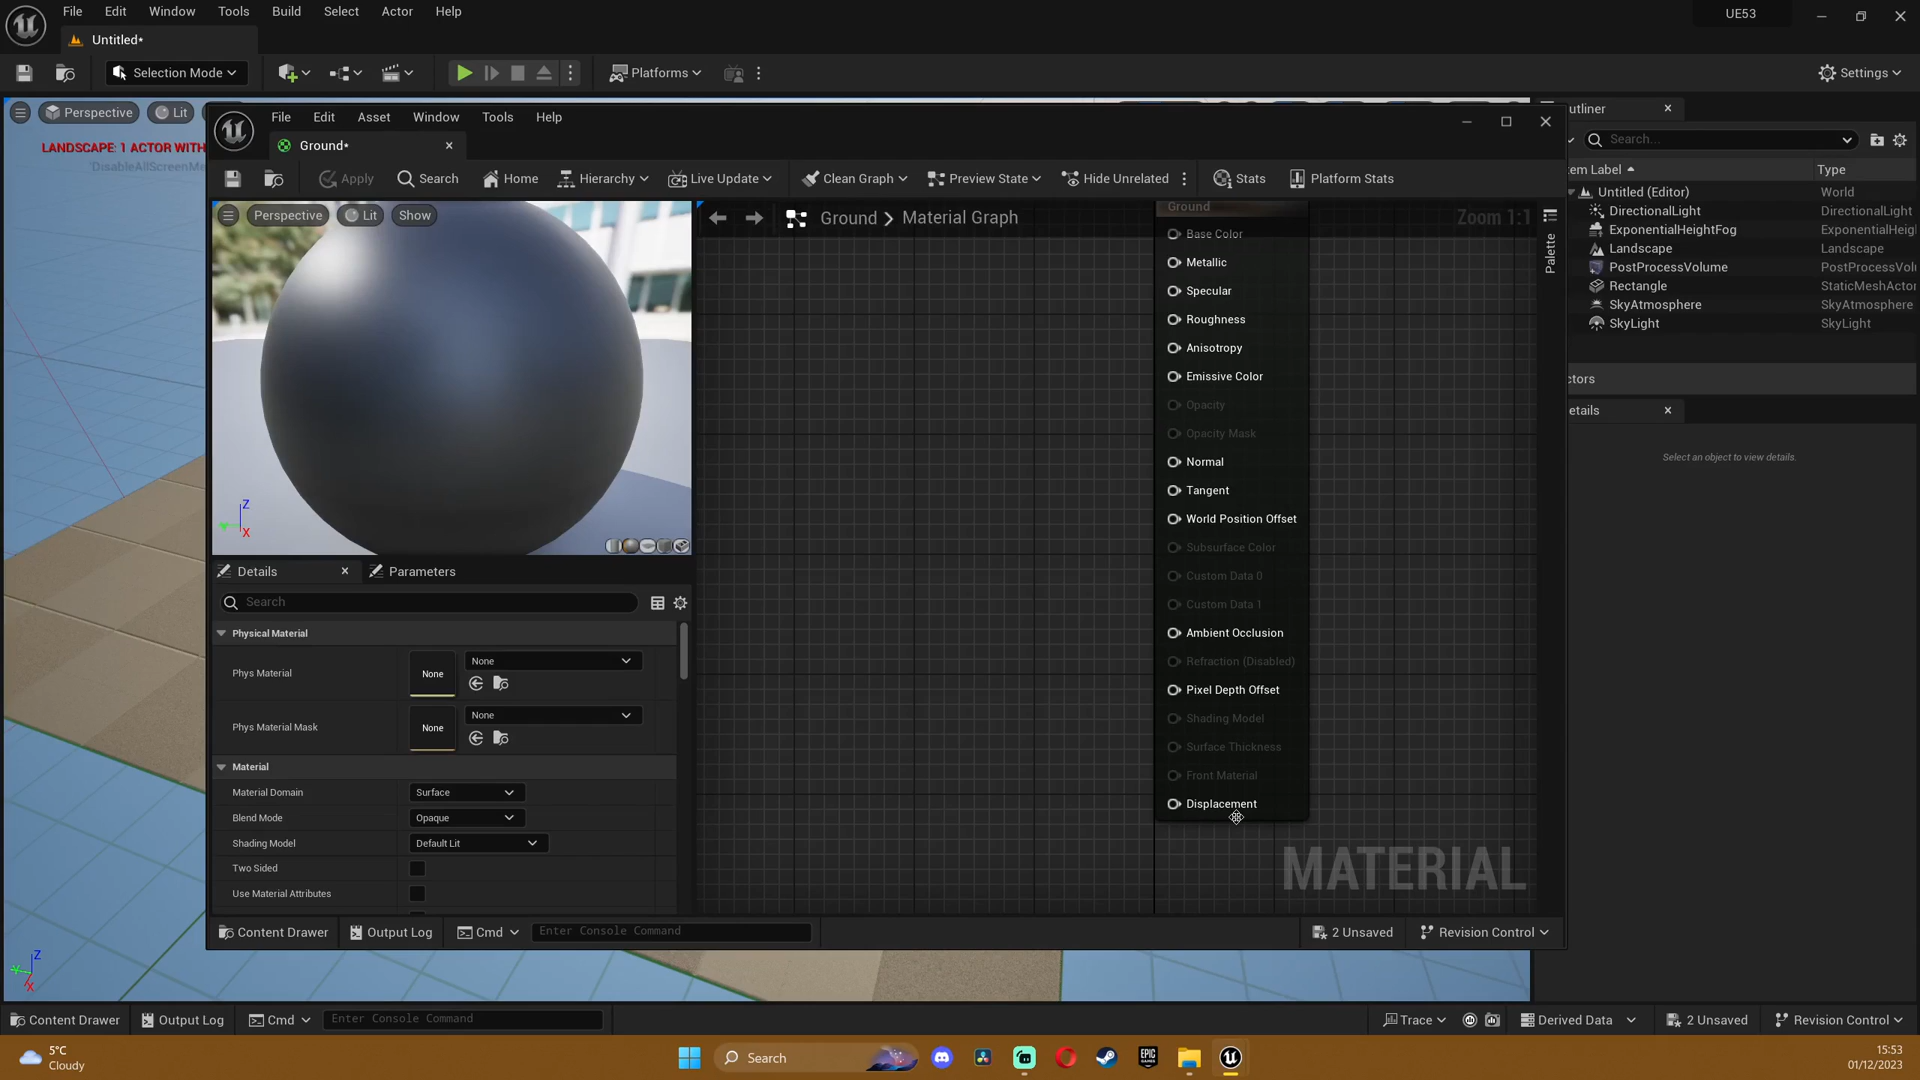 File Edit Window Tools Build Select Actor Help
UE53
Untitled*
Selection Mode
Platforms
Settings
Perspective Lit
LANDSCAPE: 1 ACTOR WITH
File Edit Asset Window Tools Help
Ground*
Apply Search Home Hierarchy Live Update Clean Graph Preview State Hide Unrelated Stats Platform Stats
Perspective Lit Show
Ground > Material Graph
Zoom 1:1
Palette
Ground
Base Color
Metallic
Specular
Roughness
Anisotropy
Emissive Color
Opacity
Opacity Mask
Normal
Tangent
World Position Offset
Subsurface Color
Custom Data 0
Custom Data 1
Ambient Occlusion
Refraction (Disabled)
Pixel Depth Offset
Shading Model
Surface Thickness
Front Material
Displacement
MATERIAL
Z
X
Details Parameters
Search
Physical Material
Phys Material None None
Phys Material Mask None None
Material
Material Domain Surface
Blend Mode Opaque
Shading Model Default Lit
Two Sided
Use Material Attributes
Content Drawer Output Log Cmd Enter Console Command 2 Unsaved Revision Control
utliner
Search...
tem Label Type
Untitled (Editor) World
DirectionalLight DirectionalLight
ExponentialHeightFog ExponentialHeig
Landscape Landscape
PostProcessVolume PostProcessVolu
Rectangle StaticMeshActor
SkyAtmosphere SkyAtmosphere
SkyLight SkyLight
ctors
etails
Select an object to view details.
Z
Y
X
Content Drawer Output Log Cmd Enter Console Command Trace Derived Data 2 Unsaved Revision Control
5°C
Cloudy
Search
EPIC
GAMES
15:53
01/12/2023